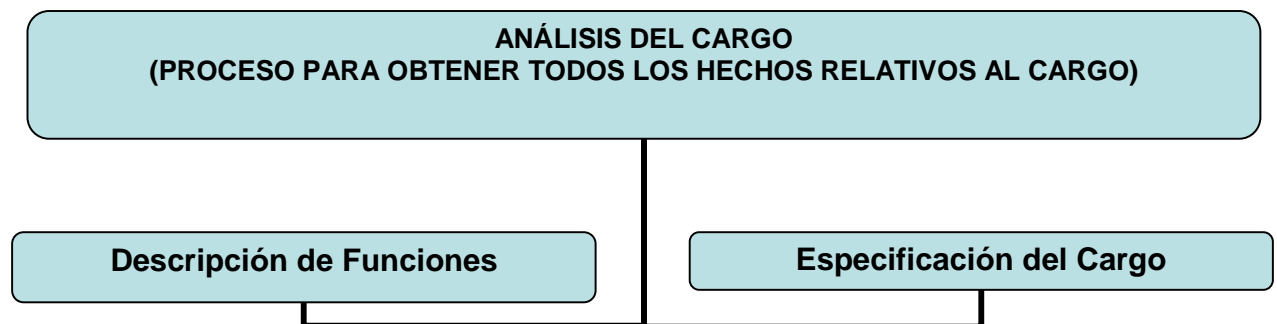 ANÁLISIS DEL CARGO
(PROCESO PARA OBTENER TODOS LOS HECHOS RELATIVOS AL CARGO)
Descripción de Funciones
Especificación del Cargo